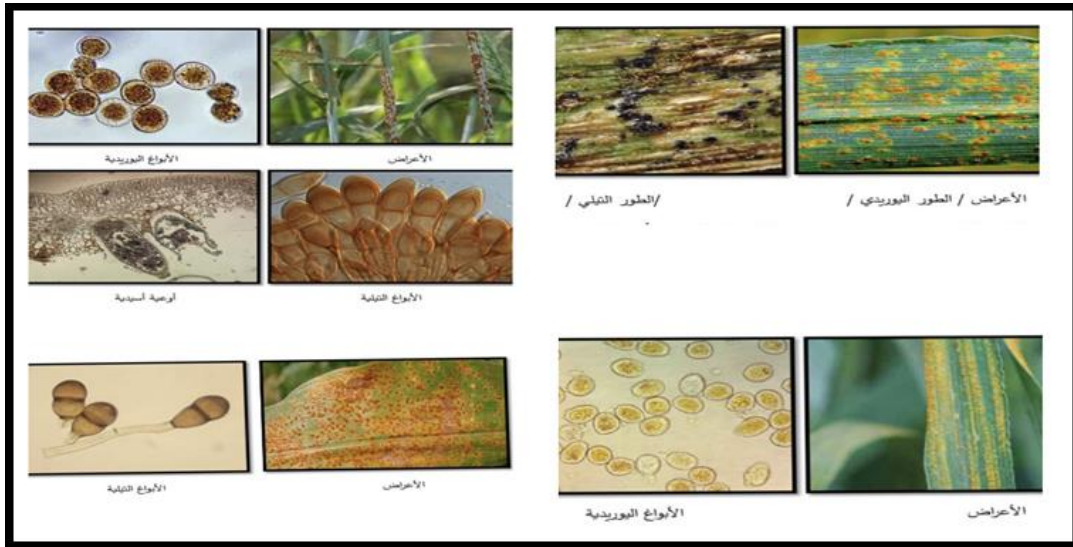 الأعراض / الطور اليوريدي /
/الطور التيلي /
الأعراض
الأبواغ اليوريدية
الأعراض
الأبواغ اليوريدية
الأبواغ التيلية
أوعية أسيدية
الأعراض
الأبواغ التيلية